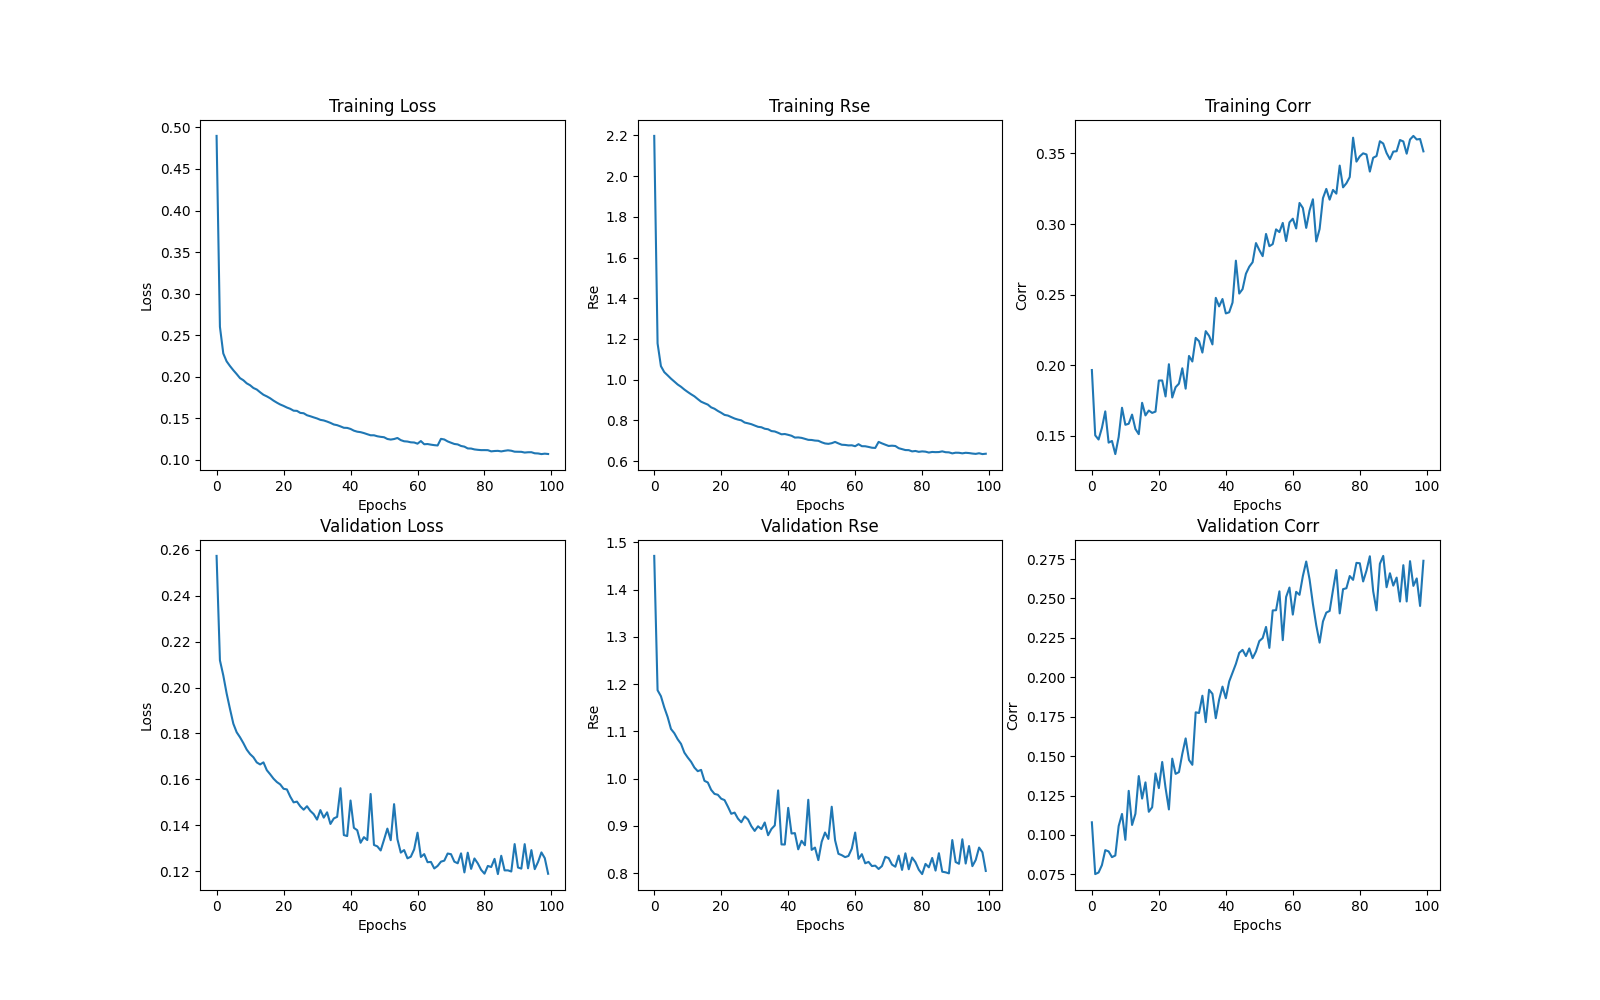 Training Loss
Training Rse
Training Corr
0.50
0.45
0.40
0.35
0.30
0.25
0.20
0.15
0.10
Loss
0 20 40 60 80 100
Epochs
2.2
2.0
1.8
1.6
1.4
1.2
1.0
0.8
0.6
Rse
0 20 40 60 80 100
Epochs
0.35
0.30
0.25
0.20
0.15
Corr
0 20 40 60 80 100
Epochs
Validation Loss
Validation Rse
Validation Corr
0.26
0.24
0.22
0.20
0.18
0.16
0.14
0.12
Loss
0 20 40 60 80 100
Epochs
1.5
1.4
1.3
1.2
1.1
1.0
0.9
0.8
Rse
0 20 40 60 80 100
Epochs
0.275
0.250
0.225
0.200
0.175
0.150
0.125
0.100
0.075
Corr
0 20 40 60 80 100
Epochs